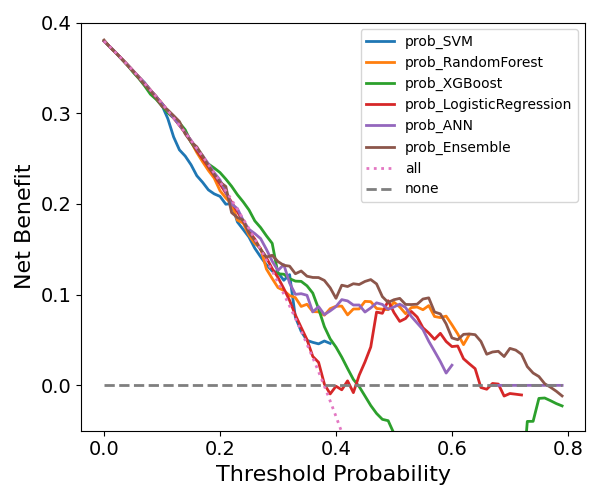 0.4
0.3
0.2
0.1
0.0
Net Benefit
prob_SVM
prob_RandomForest
prob_XGBoost
prob_LogisticRegression
prob_ANN
prob_Ensemble
all
none
0.0 0.2 0.4 0.6 0.8
Threshold Probability